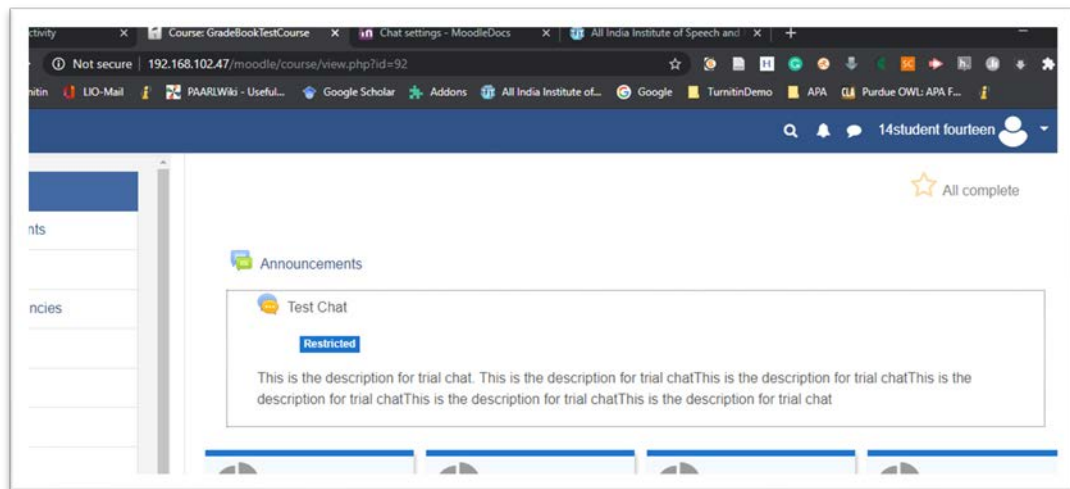 ctivity Course: GradeBookTestCourse Chat settings - MoodleDocs All India Institute of Speech and
Not secure 192.168.102.47/moodle/course/view.php?id=92
nitin LIO-Mail PAARLWiki - Useful... Google Scholar Addons All India Institute of... Google TurnitinDemo APA Purdue OWL: APA F...
14student fourteen
All complete
nts
Announcements
ncies
Test Chat
Restricted
This is the description for trial chat. This is the description for trial chatThis is the description for trial chatThis is the
description for trial chatThis is the description for trial chatThis is the description for trial chat